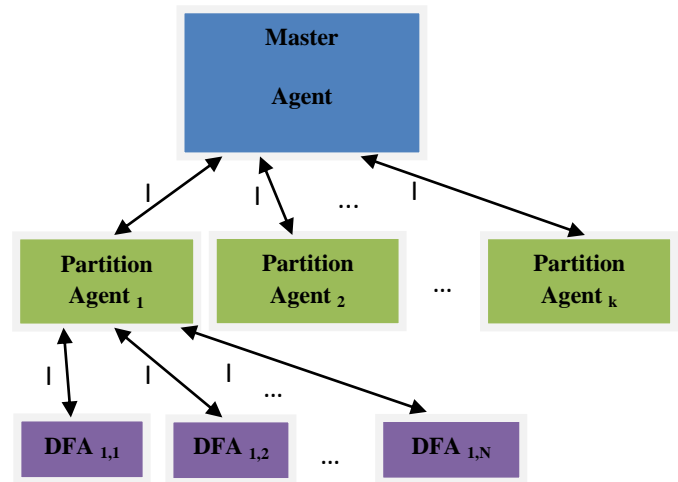 Master
Agent
I I ... I
Partition Agent 1
Partition Agent 2
...
Partition Agent k
I I I ...
DFA 1,1
DFA 1,2
...
DFA 1,N